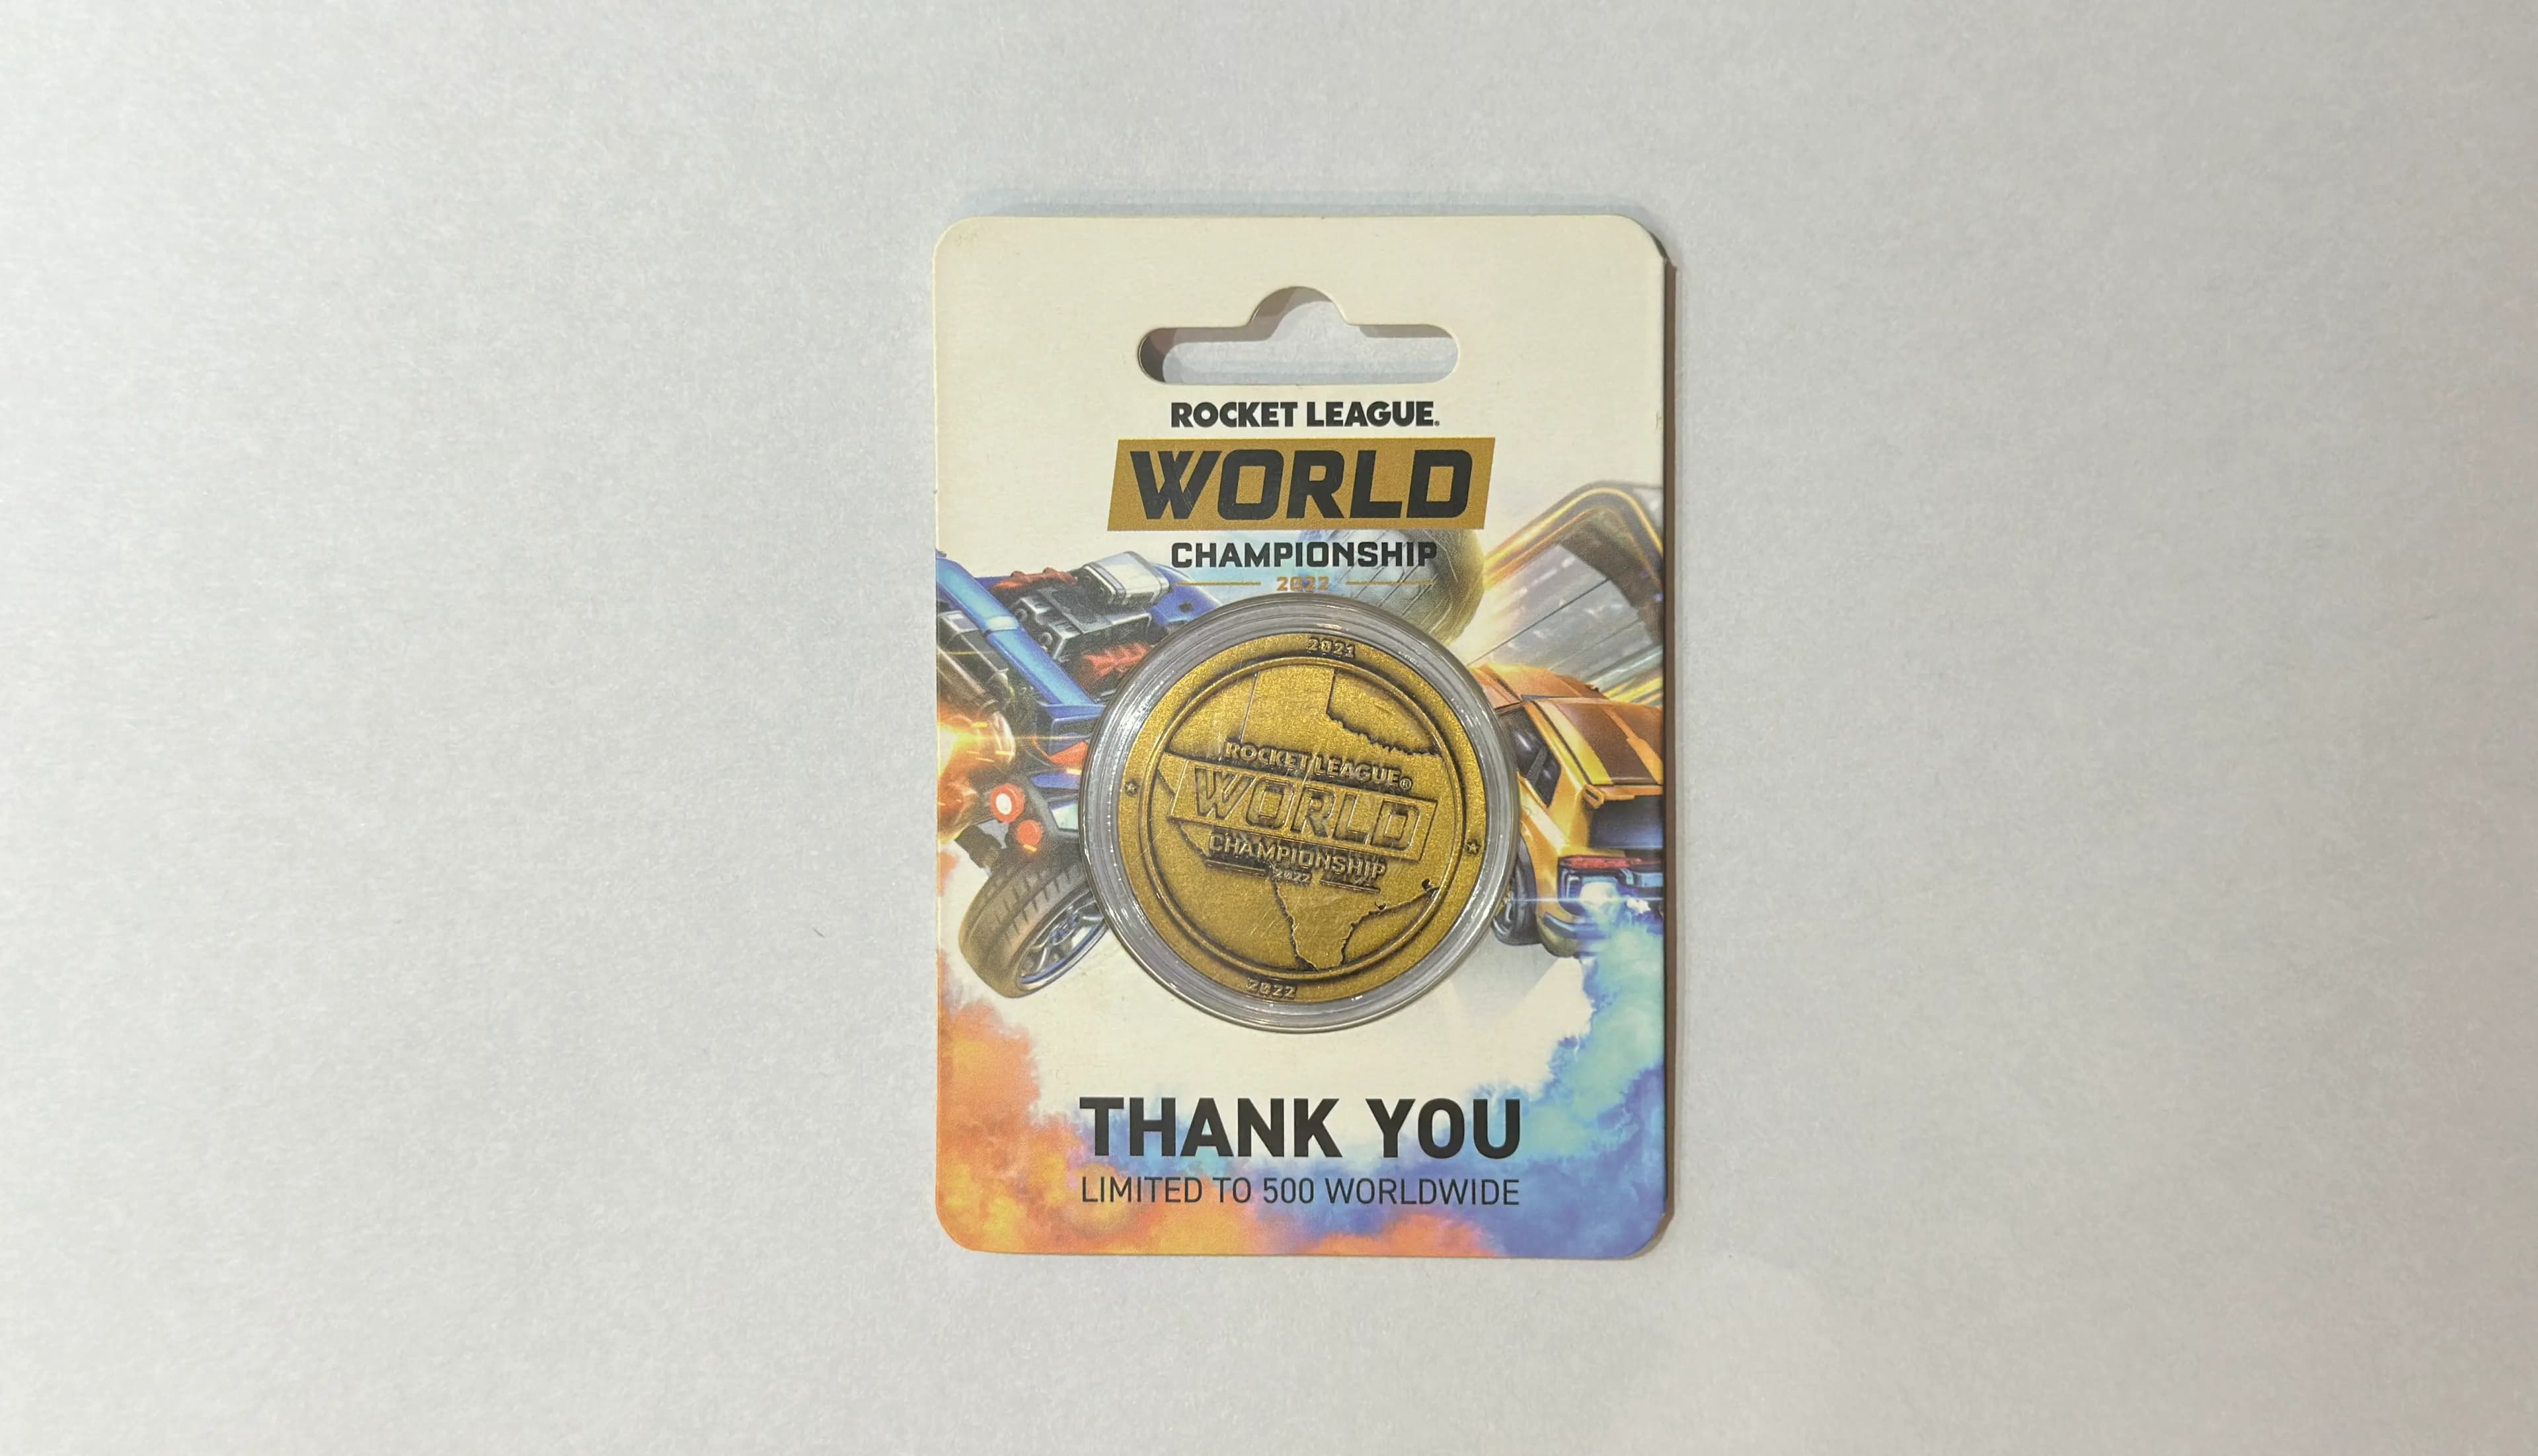 ROCKET LEAGUE.
WORLD
CHAMPIONSHIP
2022
2021
ROCKET LEAGUE®
WORLD
CHAMPIONSHIP
2022
2022
THANK YOU
LIMITED TO 500 WORLDWIDE